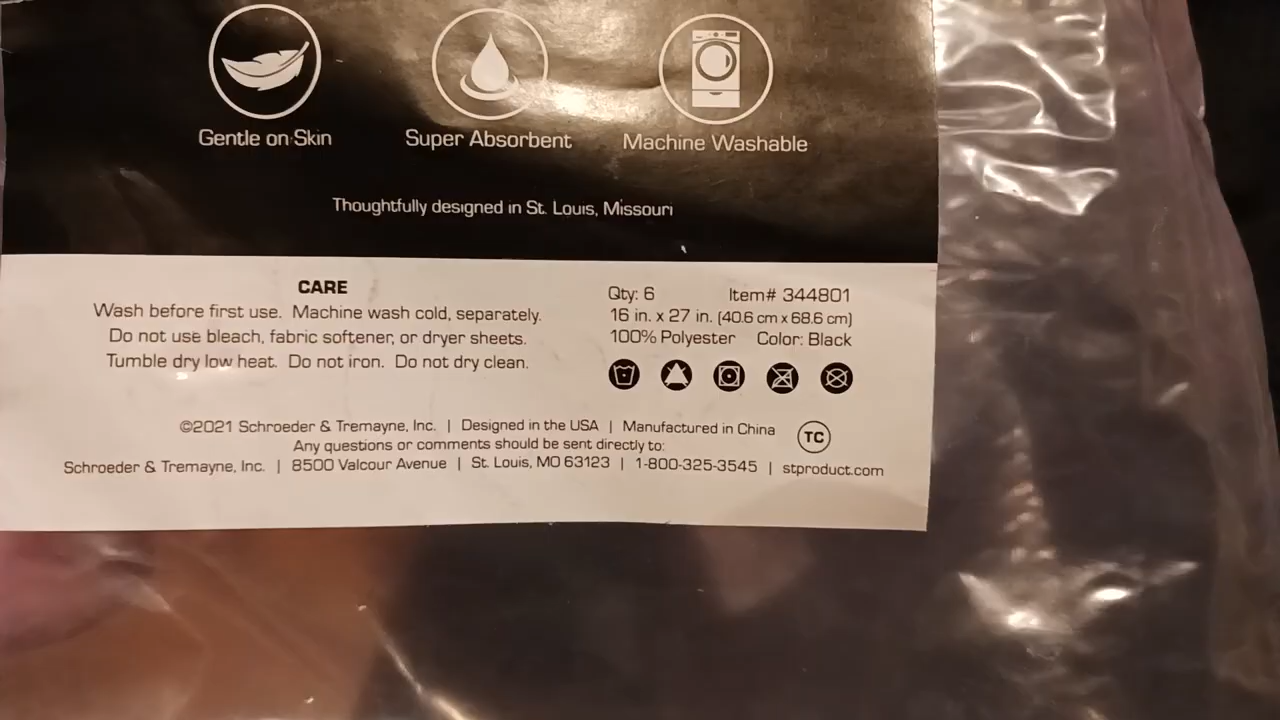 Gentle on Skin
Super Absorbent
Machine Washable
Thoughtfully designed in St. Louis, Missouri
CARE
Wash before first use. Machine wash cold, separately.
Do not use bleach, fabric softener, or dryer sheets.
Tumble dry low heat. Do not iron. Do not dry clean.
Qty: 6 Item# 344801
16 in. x 27 in. (40.6 cm x 68.6 cm)
100% Polyester Color: Black
©2021 Schroeder & Tremayne, Inc. | Designed in the USA | Manufactured in China
TC
Any questions or comments should be sent directly to:
Schroeder & Tremayne, Inc. | 8500 Valcour Avenue | St. Louis, MO 63123 | 1-800-325-3545 | stproduct.com